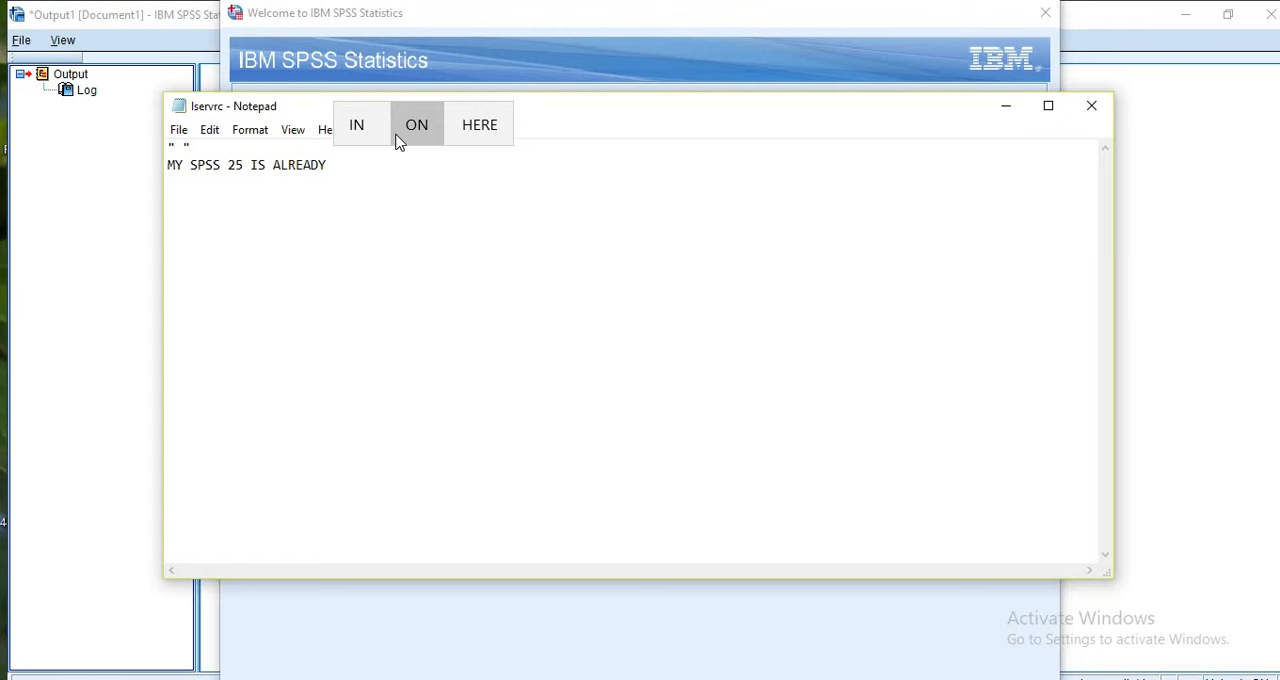 *Output1 [Document1] - IBM SPSS Sta
Welcome to IBM SPSS Statistics
File View
IBM SPSS Statistics
IBM
Output
Log
lservrc - Notepad
File Edit Format View He
IN ON HERE
" "
MY SPSS 25 IS ALREADY
4
Activate Windows
Go to Settings to activate Windows.